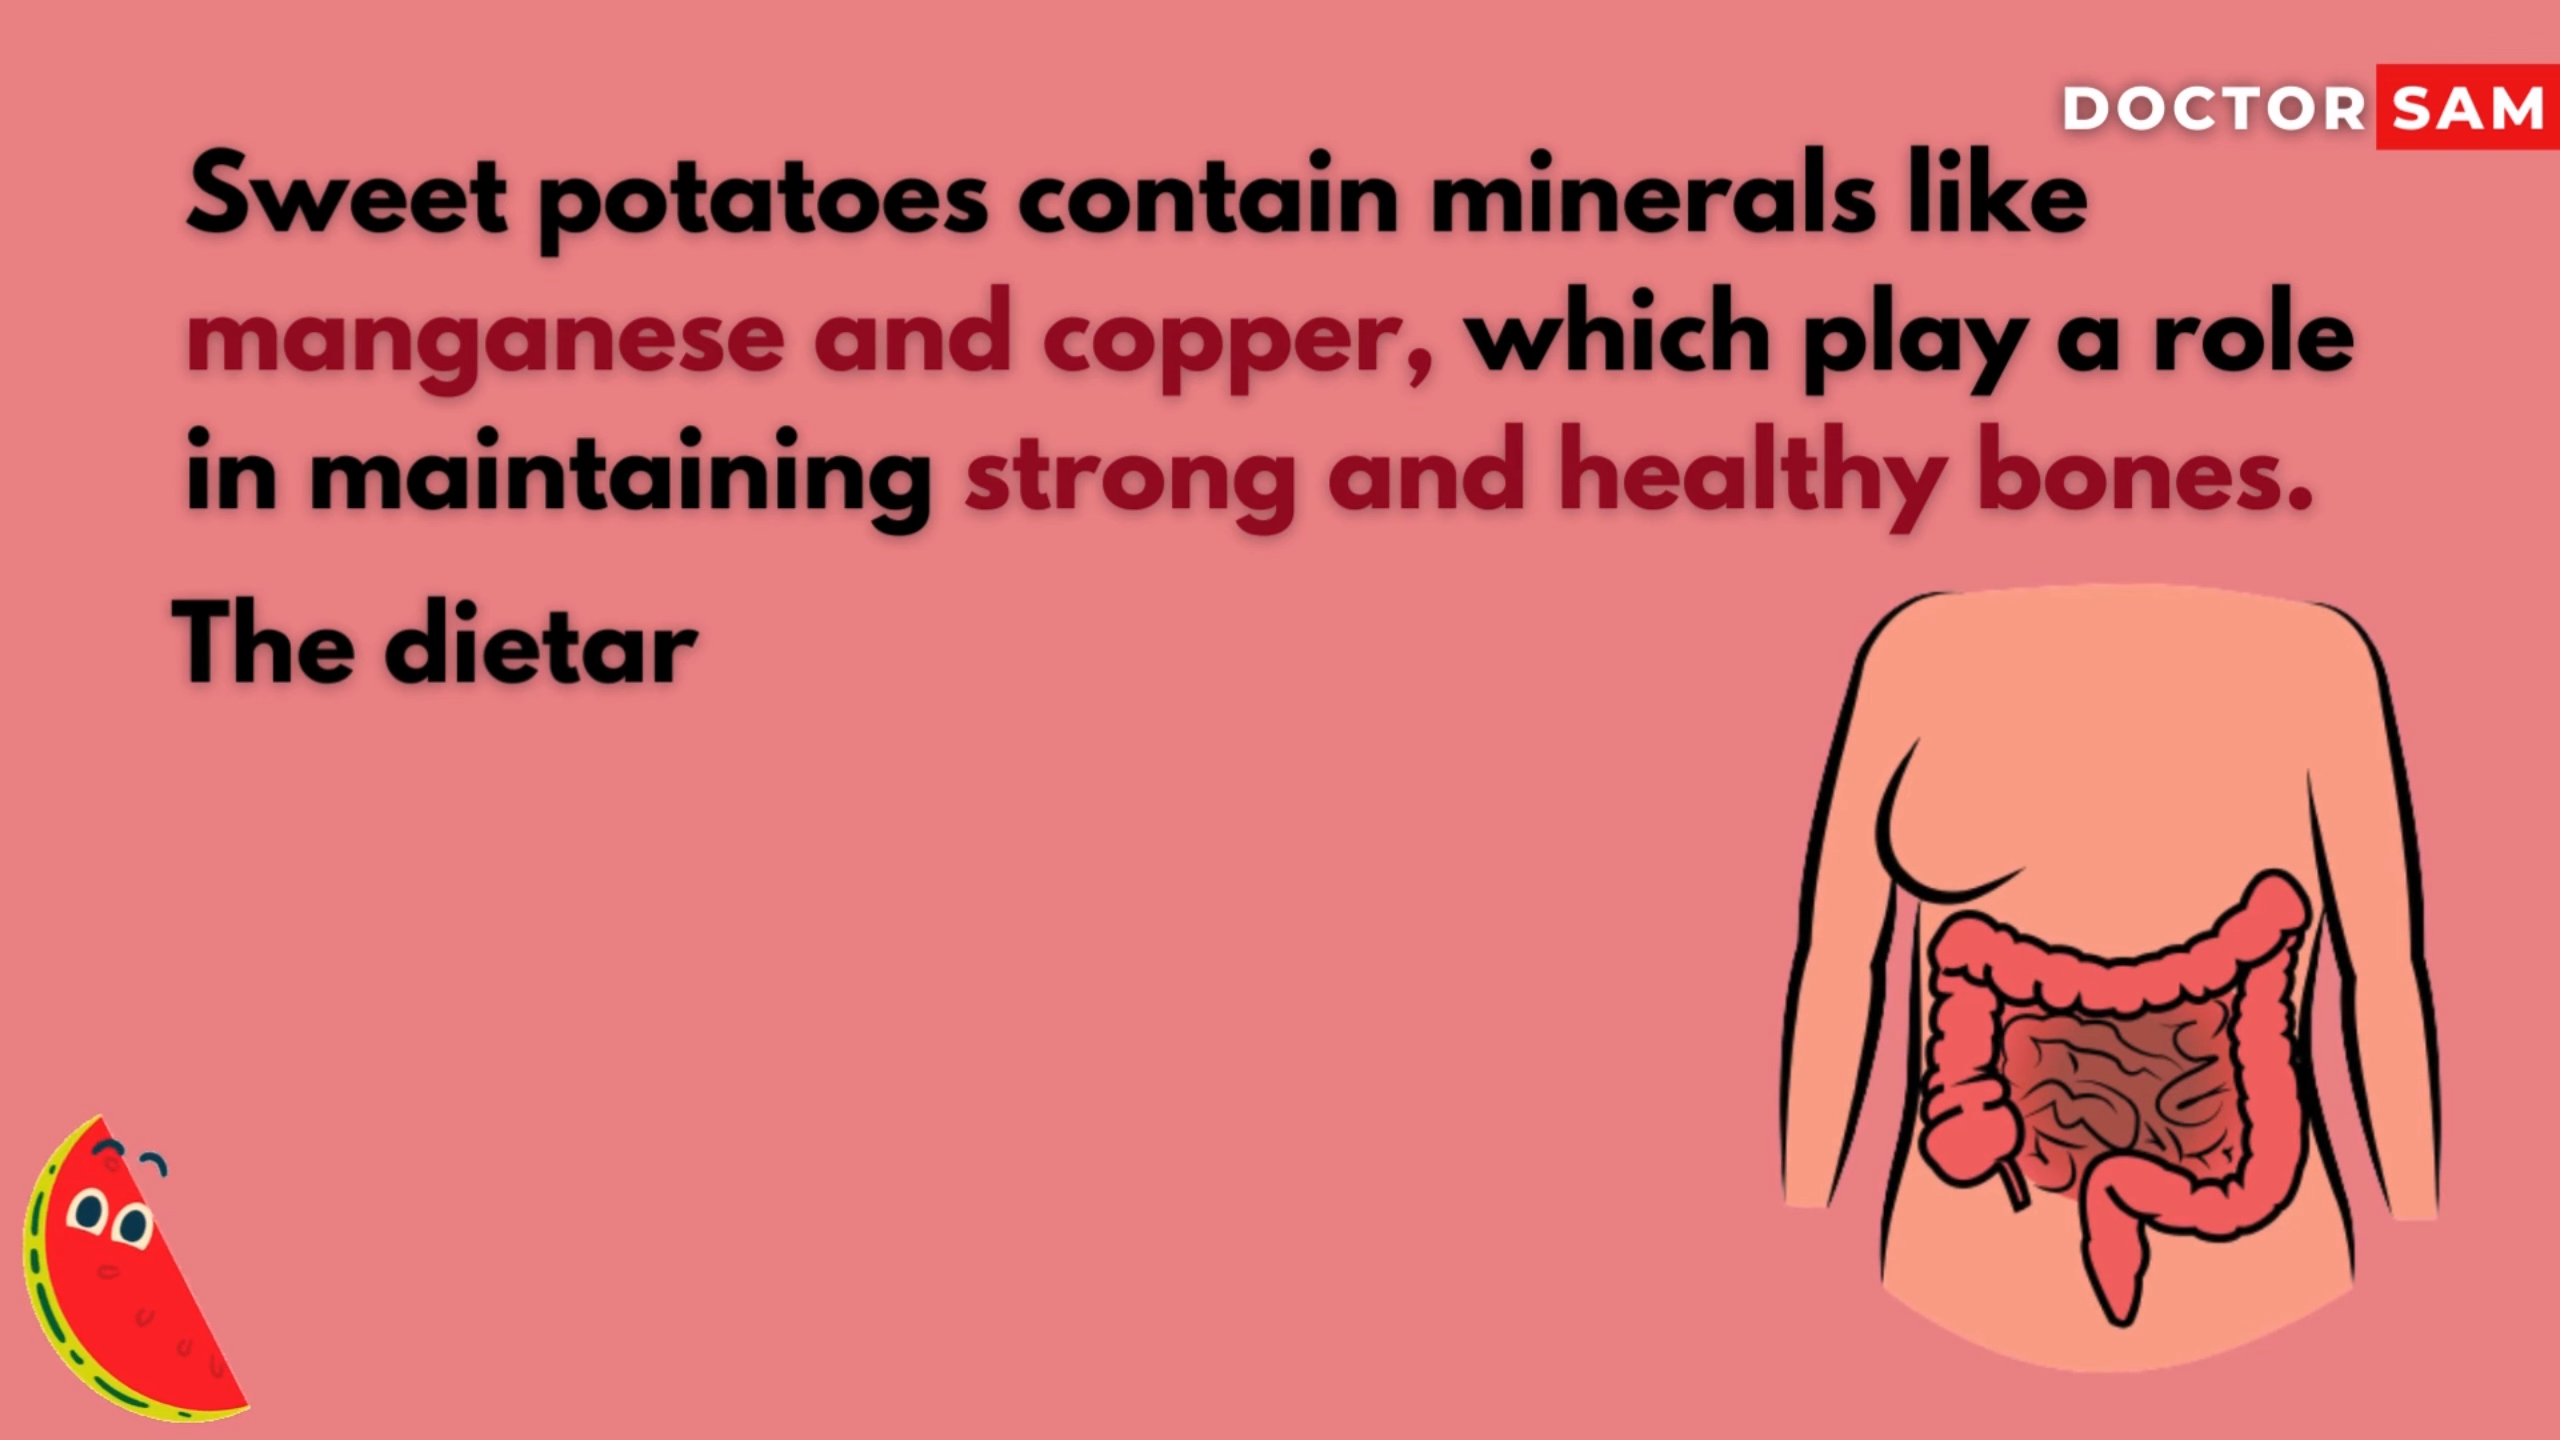 DOCTOR SAM
Sweet potatoes contain minerals like
manganese and copper, which play a role
in maintaining strong and healthy bones.
The dietar